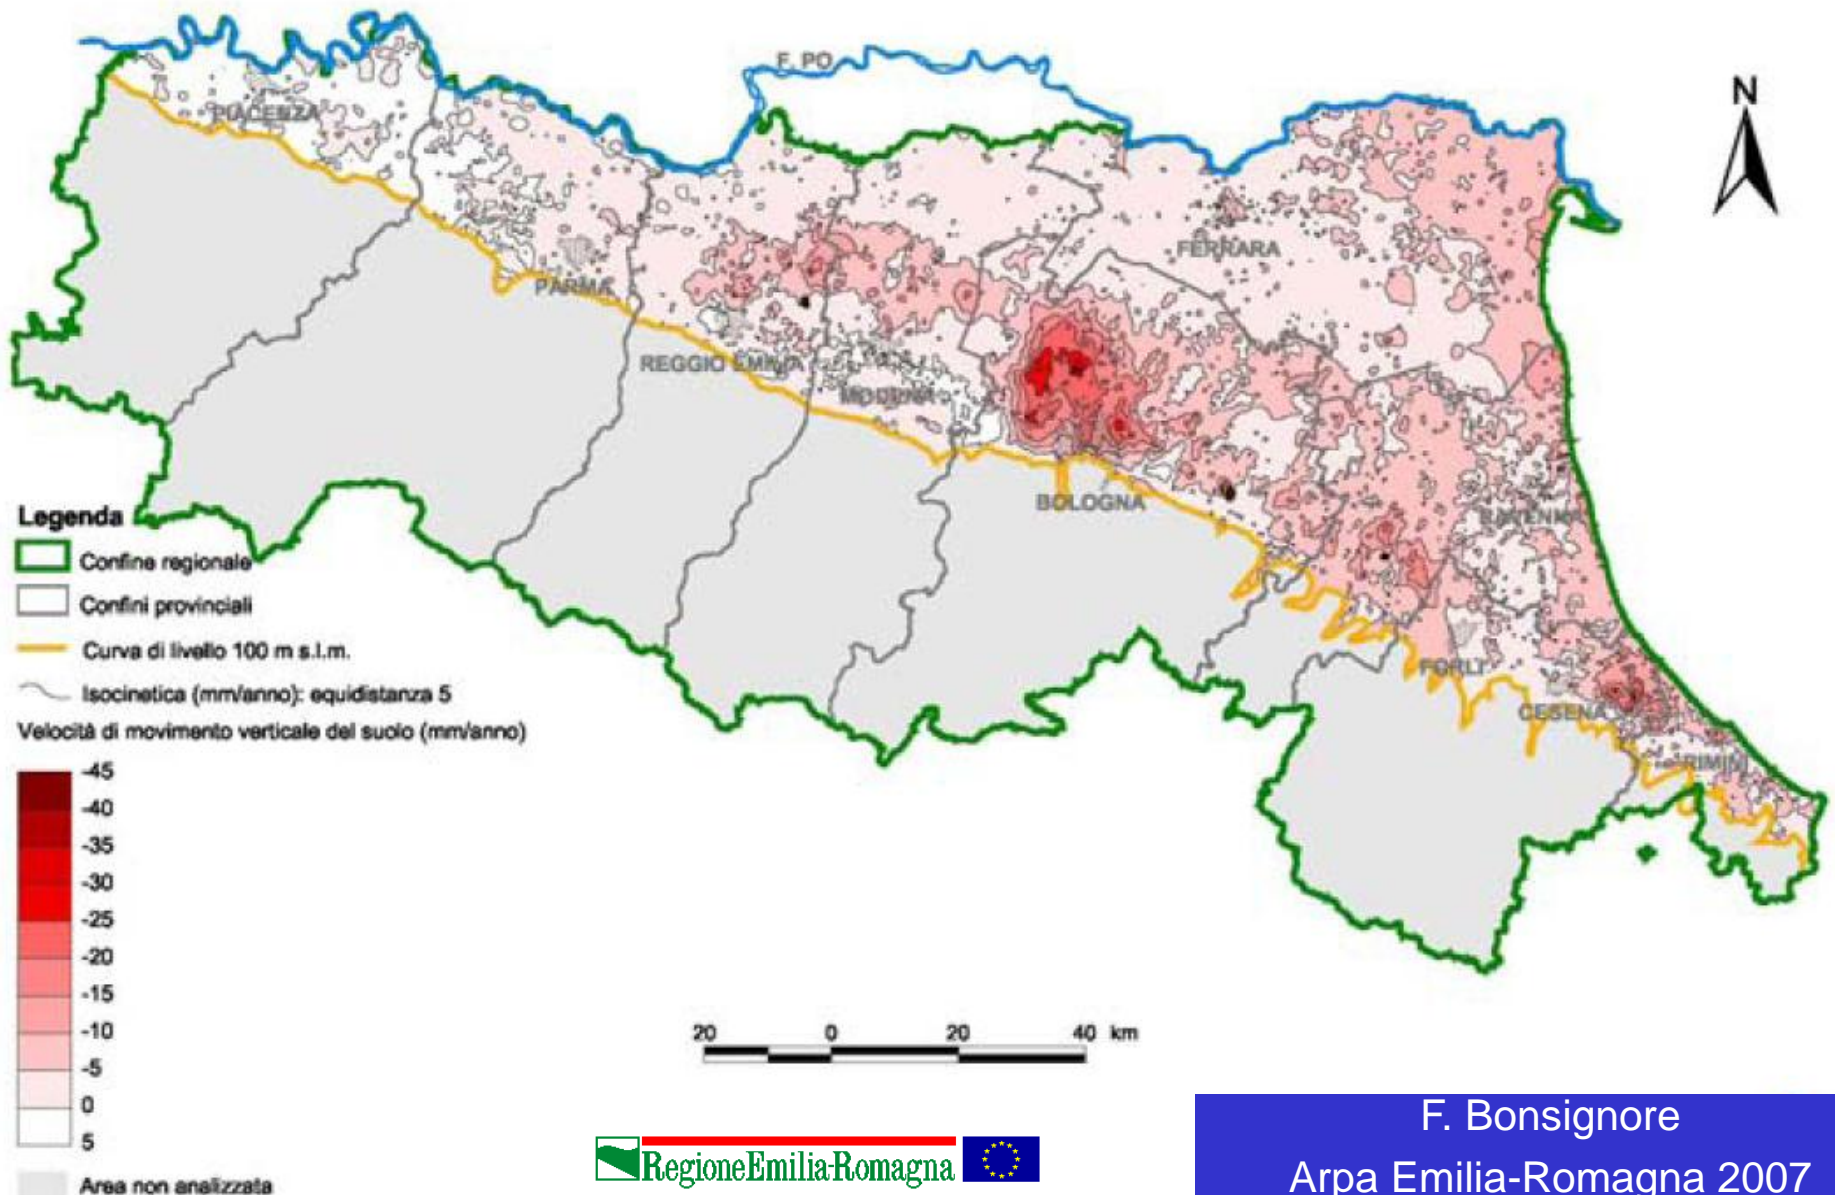 F. PO
N
PIACENZA
FERRARA
PARMA
REGGIO EMILIA
MODENA
BOLOGNA
RAVENNA
FORLI'
CESENA
RIMINI
Legenda
Confine regionale
Confini provinciali
Curva di livello 100 m s.l.m.
Isocinetica (mm/anno): equidistanza 5
Velocità di movimento verticale del suolo (mm/anno)
-45
-40
-35
-30
-25
-20
-15
-10
-5
0
5
Area non analizzata
20 0 20 40 km
RegioneEmilia-Romagna
F. Bonsignore
Arpa Emilia-Romagna 2007